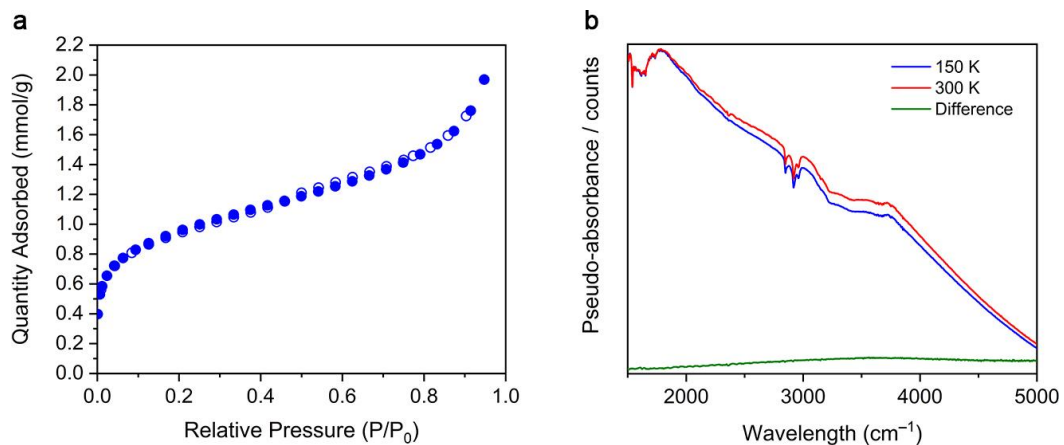 a
2.2
2.0
1.8
1.6
1.4
1.2
1.0
0.8
0.6
0.4
0.2
0.0
Quantity Adsorbed (mmol/g)
0.0 0.2 0.4 0.6 0.8 1.0
Relative Pressure (P/P₀)
b
150 K
300 K
Difference
Pseudo-absorbance / counts
2000 3000 4000 5000
Wavelength (cm⁻¹)